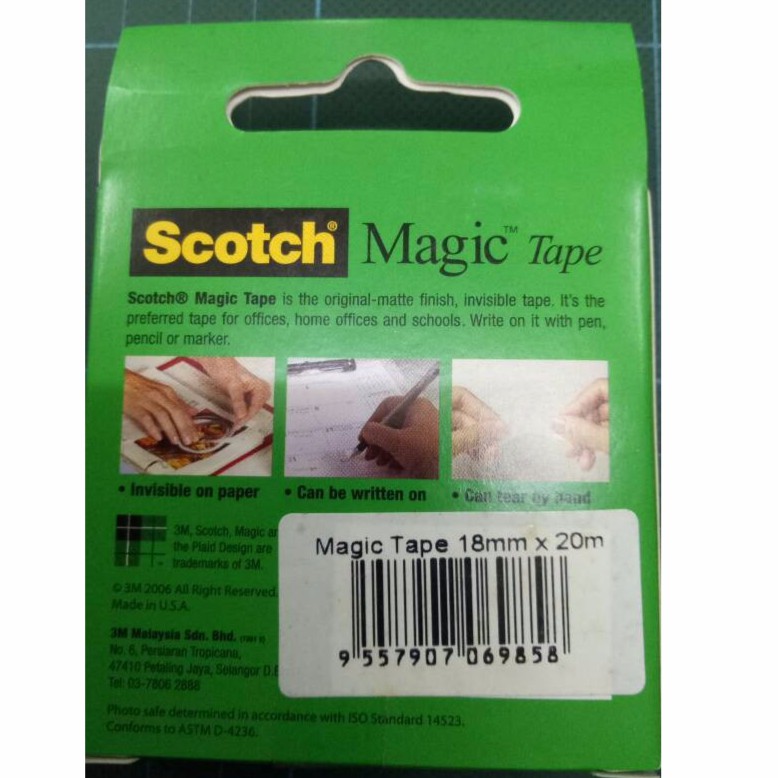 Scotch® Magic™ Tape
Scotch® Magic Tape is the original-matte finish, invisible tape. It's the
preferred tape for offices, home offices and schools. Write on it with pen,
pencil or marker.
• Invisible on paper • Can be written on • Can tear by hand
3M, Scotch, Magic
the Plaid Design are
trademarks of 3M.
© 3M 2006 All Right Reserved.
Made in U.S.A.
3M Malaysia Sdn. Bhd.
No. 6, Persiaran Tropicana,
47410 Petaling Jaya, Selangor D.E
Tel: 03-7806 2888
Magic Tape 18mm x 20m
9 557907 069858
Photo safe determined in accordance with ISO Standard 14523.
Conforms to ASTM D-4236.